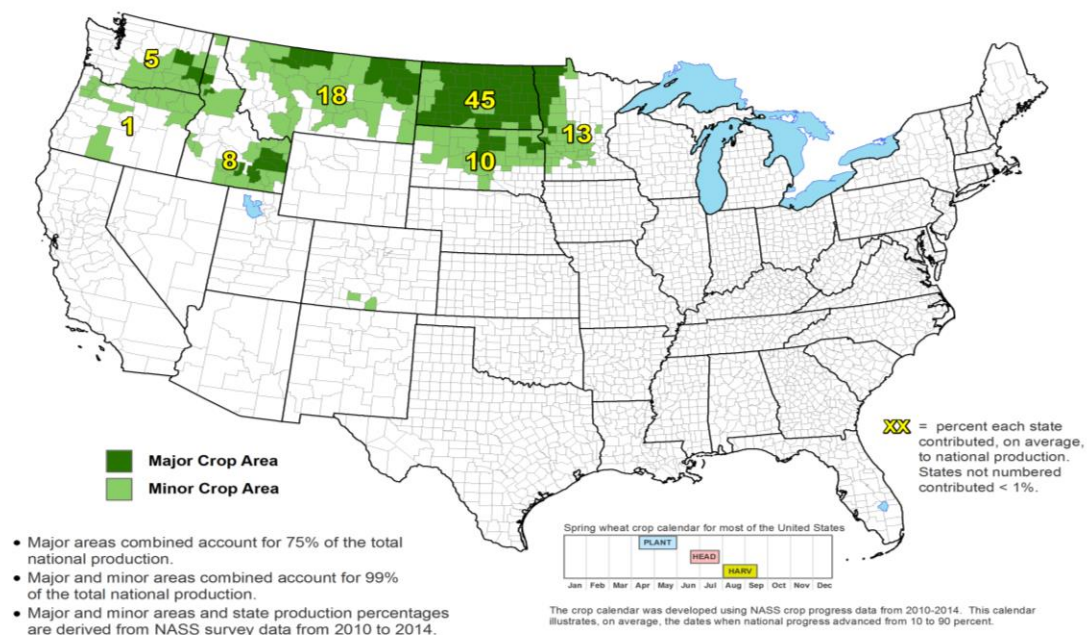 5
18
45
1
13
8
10
XX = percent each state
contributed, on average,
to national production.
States not numbered
contributed < 1%.
Major Crop Area
Minor Crop Area
• Major areas combined account for 75% of the total
national production.
• Major and minor areas combined account for 99%
of the total national production.
• Major and minor areas and state production percentages
are derived from NASS survey data from 2010 to 2014.
Spring wheat crop calendar for most of the United States
PLANT
HEAD
HARV
Jan Feb Mar Apr May Jun Jul Aug Sep Oct Nov Dec
The crop calendar was developed using NASS crop progress data from 2010-2014. This calendar
illustrates, on average, the dates when national progress advanced from 10 to 90 percent.